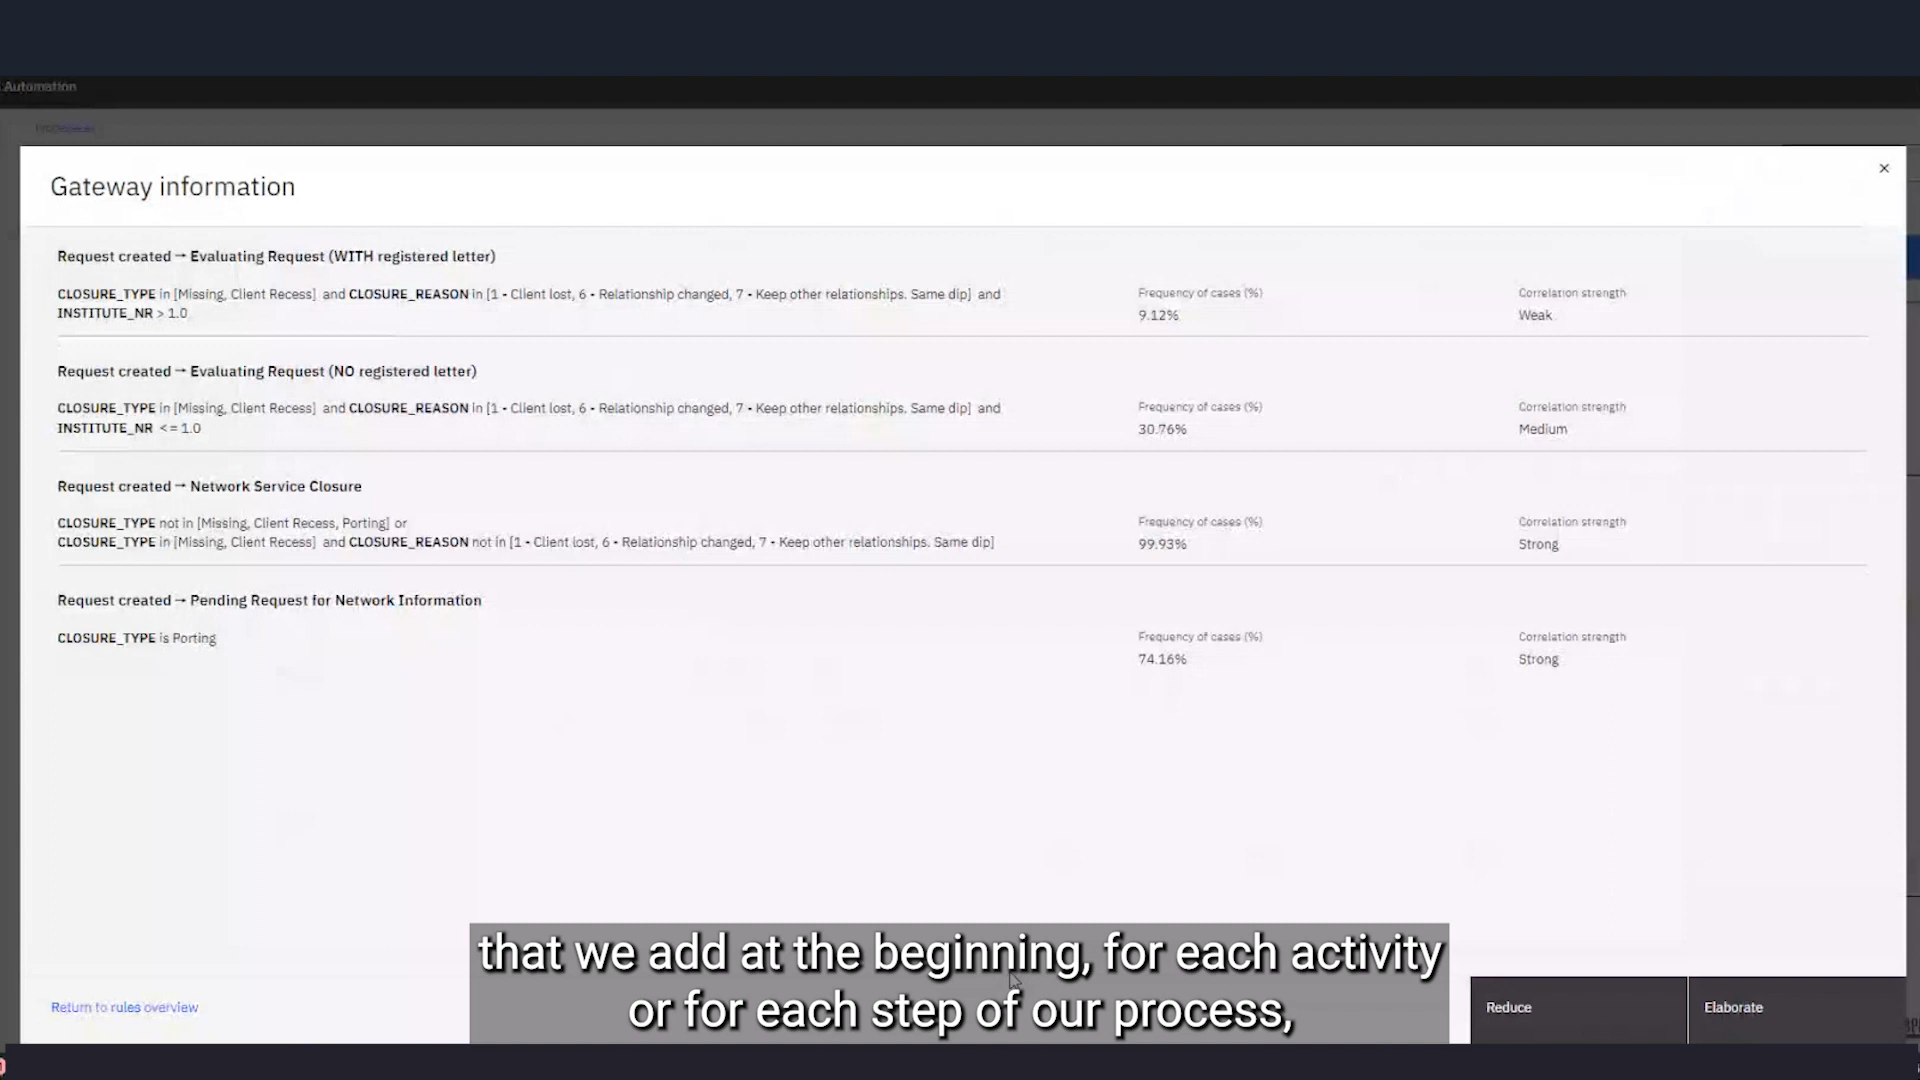 Automation
Gateway information
Request created → Evaluating Request (WITH registered letter)
CLOSURE_TYPE in [Missing, Client Recess] and CLOSURE_REASON in [1 - Client lost, 6 - Relationship changed, 7 - Keep other relationships. Same dip] and
INSTITUTE_NR > 1.0
Frequency of cases (%)
9.12%
Correlation strength
Weak
Request created → Evaluating Request (NO registered letter)
CLOSURE_TYPE in [Missing, Client Recess] and CLOSURE_REASON in [1 - Client lost, 6 - Relationship changed, 7 - Keep other relationships. Same dip] and
INSTITUTE_NR <= 1.0
Frequency of cases (%)
30.76%
Correlation strength
Medium
Request created → Network Service Closure
CLOSURE_TYPE not in [Missing, Client Recess, Porting] or
CLOSURE_TYPE in [Missing, Client Recess] and CLOSURE_REASON not in [1 - Client lost, 6 - Relationship changed, 7 - Keep other relationships. Same dip]
Frequency of cases (%)
99.93%
Correlation strength
Strong
Request created → Pending Request for Network Information
CLOSURE_TYPE is Porting
Frequency of cases (%)
74.16%
Correlation strength
Strong
that we add at the beginning, for each activity
or for each step of our process,
Return to rules overview
Reduce
Elaborate